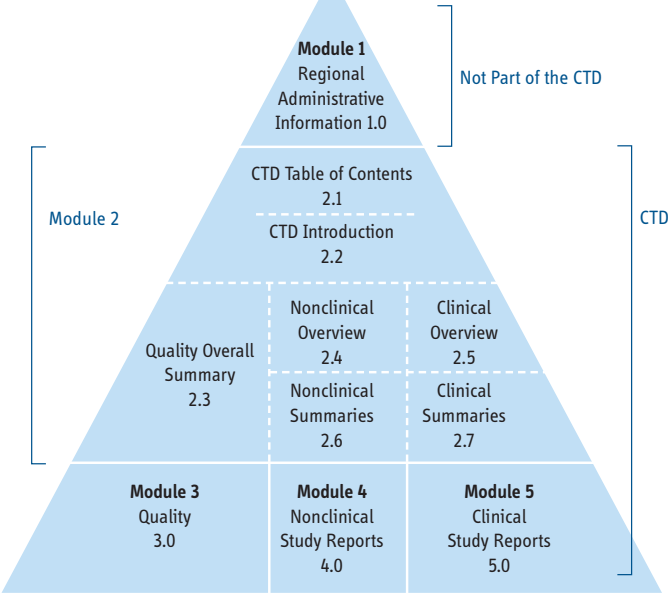 Module 1
Regional
Administrative
Information 1.0
Not Part of the CTD
Module 2
CTD Table of Contents
2.1
CTD Introduction
2.2
CTD
Quality Overall
Summary
2.3
Nonclinical
Overview
2.4
Clinical
Overview
2.5
Nonclinical
Summaries
2.6
Clinical
Summaries
2.7
Module 3
Quality
3.0
Module 4
Nonclinical
Study Reports
4.0
Module 5
Clinical
Study Reports
5.0